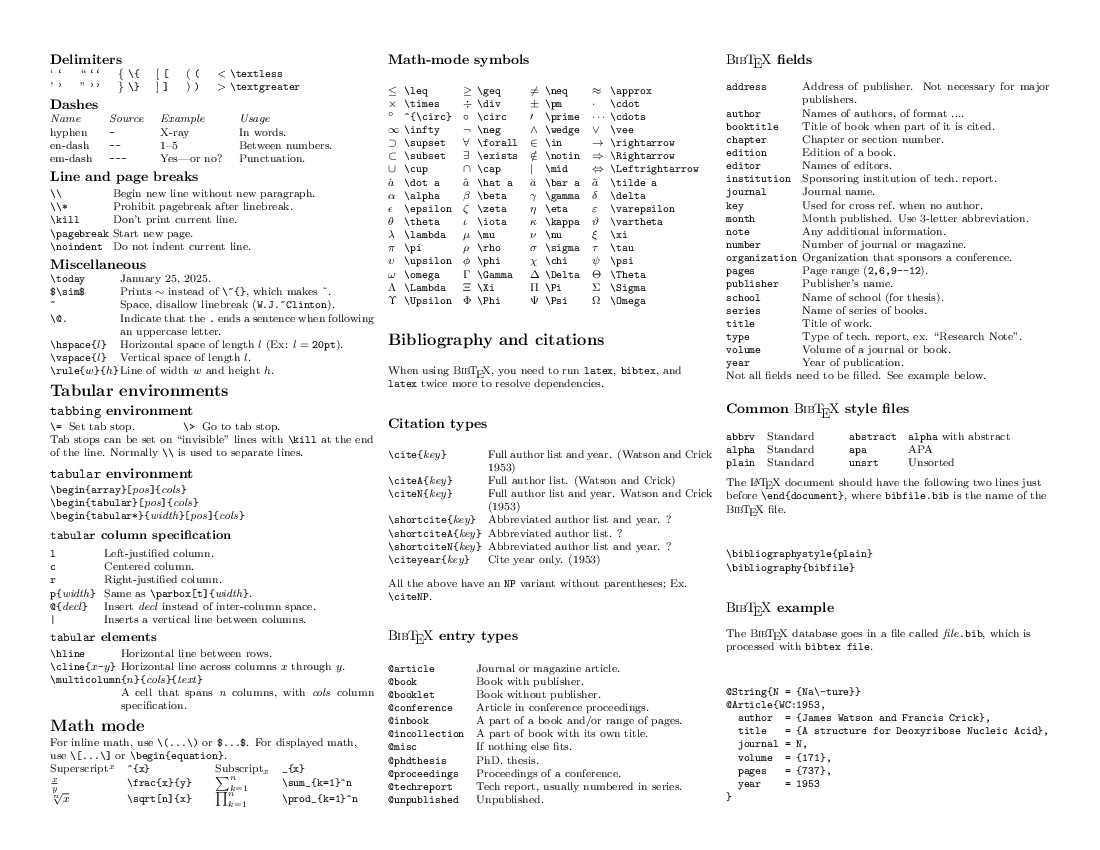 Delimiters
‘ `   “ ``   { \{   [ [   ( (   < \textless
’ '   ” ''   } \}   ] ]   ) )   > \textgreater
Dashes
Name Source Example Usage
hyphen - X-ray In words.
en-dash -- 1–5 Between numbers.
em-dash --- Yes—or no? Punctuation.
Line and page breaks
\\ Begin new line without new paragraph.
\\* Prohibit pagebreak after linebreak.
\kill Don't print current line.
\pagebreak Start new page.
\noindent Do not indent current line.
Miscellaneous
\today January 25, 2025.
$\sim$ Prints ∼ instead of \~{}, which makes ˜.
~ Space, disallow linebreak (W.J.~Clinton).
\@. Indicate that the . ends a sentence when following
an uppercase letter.
\hspace{l} Horizontal space of length l (Ex: l = 20pt).
\vspace{l} Vertical space of length l.
\rule{w}{h} Line of width w and height h.
Tabular environments
tabbing environment
\= Set tab stop. \> Go to tab stop.
Tab stops can be set on “invisible” lines with \kill at the end
of the line. Normally \\ is used to separate lines.
tabular environment
\begin{array}[pos]{cols}
\begin{tabular}[pos]{cols}
\begin{tabular*}{width}[pos]{cols}
tabular column specification
l Left-justified column.
c Centered column.
r Right-justified column.
p{width} Same as \parbox[t]{width}.
@{decl} Insert decl instead of inter-column space.
| Inserts a vertical line between columns.
tabular elements
\hline Horizontal line between rows.
\cline{x-y} Horizontal line across columns x through y.
\multicolumn{n}{cols}{text}
A cell that spans n columns, with cols column
specification.
Math mode
For inline math, use \(...\) or $...$. For displayed math,
use \[...\] or \begin{equation}.
Superscript^x ^{x} Subscript_x _{x}
x/y \frac{x}{y} ∑_{k=1}^n \sum_{k=1}^n
ⁿ√x \sqrt[n]{x} ∏_{k=1}^n \prod_{k=1}^n
Math-mode symbols
≤ \leq ≥ \geq ≠ \neq ≈ \approx
× \times ÷ \div ± \pm · \cdot
° ^{\circ} ∘ \circ ′ \prime ⋯ \cdots
∞ \infty ¬ \neg ∧ \wedge ∨ \vee
⊃ \supset ∀ \forall ∈ \in → \rightarrow
⊂ \subset ∃ \exists ∉ \notin ⇒ \Rightarrow
∪ \cup ∩ \cap | \mid ⇔ \Leftrightarrow
ȧ \dot a â \hat a ā \bar a ã \tilde a
α \alpha β \beta γ \gamma δ \delta
ϵ \epsilon ζ \zeta η \eta ε \varepsilon
θ \theta ι \iota κ \kappa ϑ \vartheta
λ \lambda μ \mu ν \nu ξ \xi
π \pi ρ \rho σ \sigma τ \tau
υ \upsilon ϕ \phi χ \chi ψ \psi
ω \omega Γ \Gamma Δ \Delta Θ \Theta
Λ \Lambda Ξ \Xi Π \Pi Σ \Sigma
ϒ \Upsilon Φ \Phi Ψ \Psi Ω \Omega
Bibliography and citations
When using BibTeX, you need to run latex, bibtex, and
latex twice more to resolve dependencies.
Citation types
\cite{key} Full author list and year. (Watson and Crick
1953)
\citeA{key} Full author list. (Watson and Crick)
\citeN{key} Full author list and year. Watson and Crick
(1953)
\shortcite{key} Abbreviated author list and year. ?
\shortciteA{key} Abbreviated author list. ?
\shortciteN{key} Abbreviated author list and year. ?
\citeyear{key} Cite year only. (1953)
All the above have an NP variant without parentheses; Ex.
\citeNP.
BibTeX entry types
@article Journal or magazine article.
@book Book with publisher.
@booklet Book without publisher.
@conference Article in conference proceedings.
@inbook A part of a book and/or range of pages.
@incollection A part of book with its own title.
@misc If nothing else fits.
@phdthesis PhD. thesis.
@proceedings Proceedings of a conference.
@techreport Tech report, usually numbered in series.
@unpublished Unpublished.
BibTeX fields
address Address of publisher. Not necessary for major
publishers.
author Names of authors, of format ....
booktitle Title of book when part of it is cited.
chapter Chapter or section number.
edition Edition of a book.
editor Names of editors.
institution Sponsoring institution of tech. report.
journal Journal name.
key Used for cross ref. when no author.
month Month published. Use 3-letter abbreviation.
note Any additional information.
number Number of journal or magazine.
organization Organization that sponsors a conference.
pages Page range (2,6,9--12).
publisher Publisher's name.
school Name of school (for thesis).
series Name of series of books.
title Title of work.
type Type of tech. report, ex. “Research Note”.
volume Volume of a journal or book.
year Year of publication.
Not all fields need to be filled. See example below.
Common BibTeX style files
abbrv Standard abstract alpha with abstract
alpha Standard apa APA
plain Standard unsrt Unsorted
The LaTeX document should have the following two lines just
before \end{document}, where bibfile.bib is the name of the
BibTeX file.
\bibliographystyle{plain}
\bibliography{bibfile}
BibTeX example
The BibTeX database goes in a file called file.bib, which is
processed with bibtex file.
@String{N = {Na\-ture}}
@Article{WC:1953,
author = {James Watson and Francis Crick},
title = {A structure for Deoxyribose Nucleic Acid},
journal = N,
volume = {171},
pages = {737},
year = 1953
}